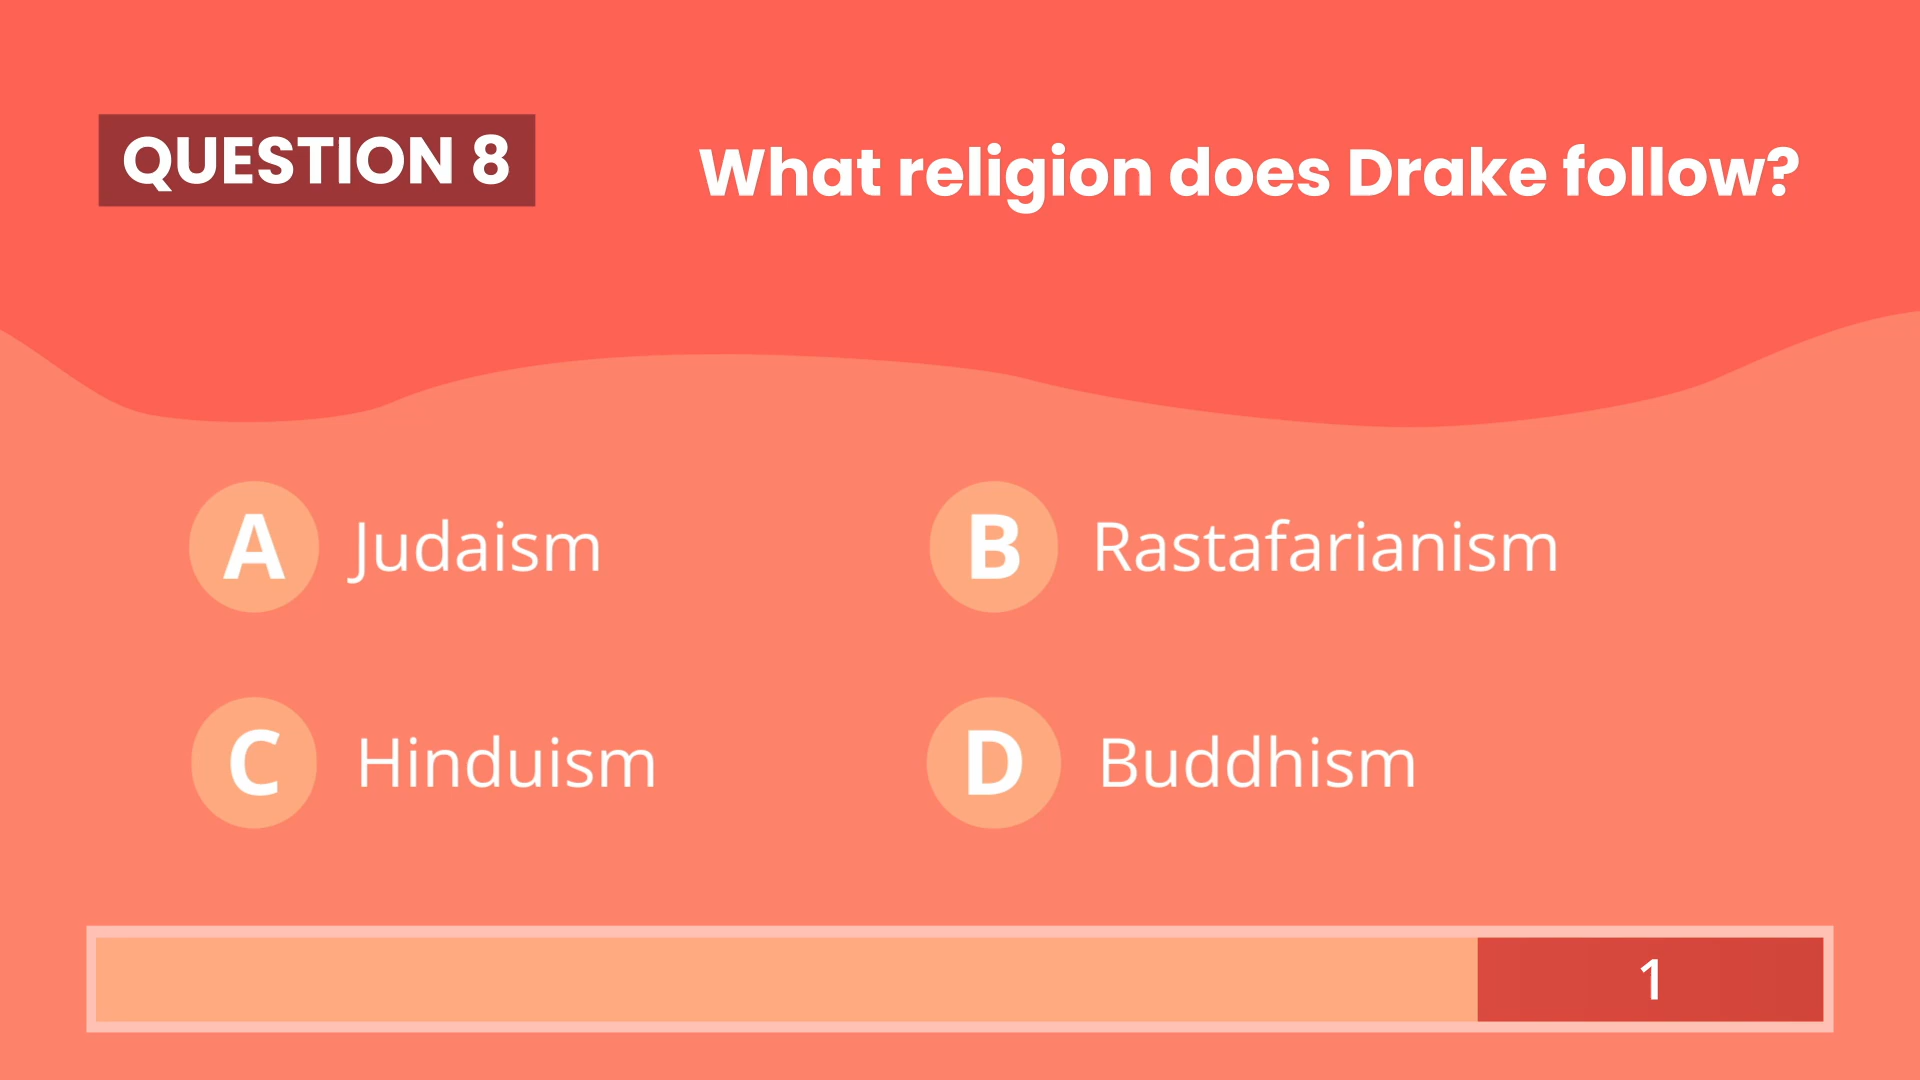 QUESTION 8
What religion does Drake follow?
A Judaism
B Rastafarianism
C Hinduism
D Buddhism
1